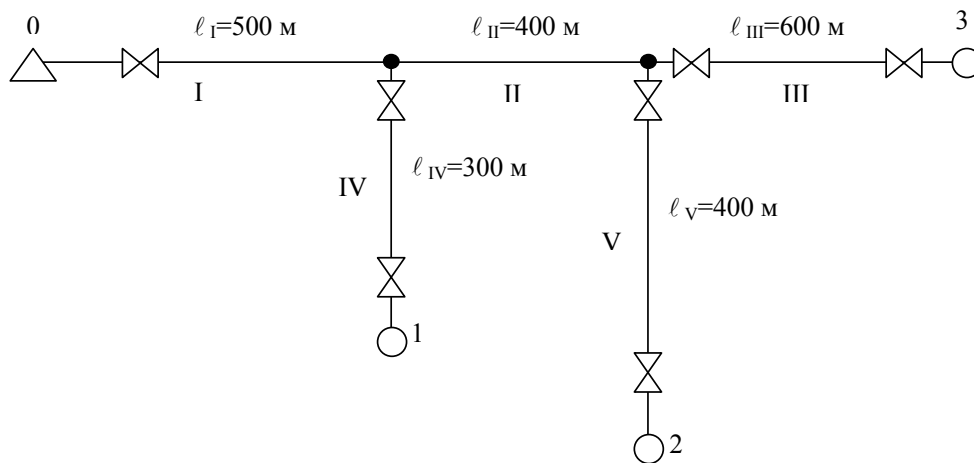 0
ℓ I=500 м
ℓ II=400 м
ℓ III=600 м
3
I
II
III
IV
ℓ IV=300 м
V
ℓ V=400 м
1
2